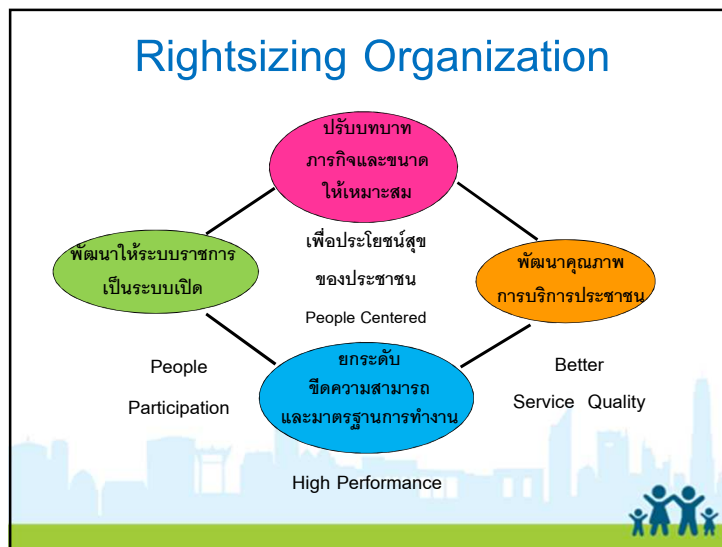 Rightsizing Organization
ปรับบทบาท
ภารกิจและขนาด
ให้เหมาะสม
พัฒนาให้ระบบราชการ
เป็นระบบเปิด
เพื่อประโยชน์สุข
ของประชาชน
People Centered
พัฒนาคุณภาพ
การบริการประชาชน
People
Participation
ยกระดับ
ขีดความสามารถ
และมาตรฐานการทำงาน
Better
Service Quality
High Performance